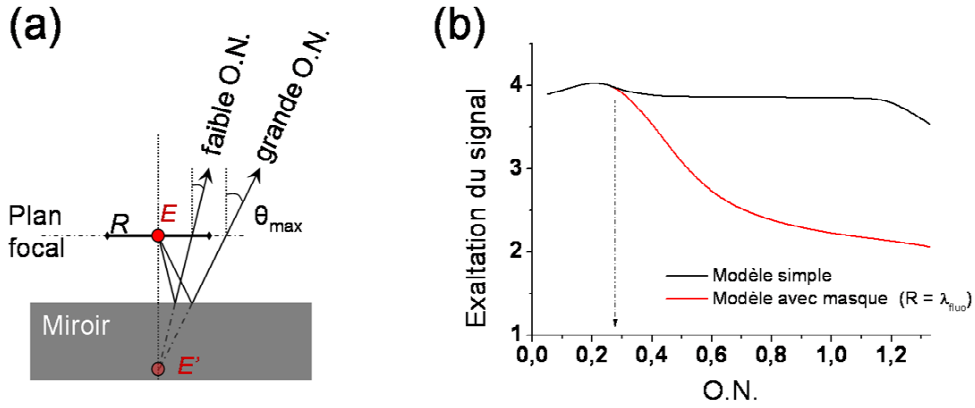 (a)
faible O.N.
grande O.N.
θmax
Plan
focal
R
E
Miroir
E'
(b)
Exaltation du signal
4
3
2
1
0,0
0,2
0,4
0,6
0,8
1,0
1,2
O.N.
Modèle simple
Modèle avec masque (R = λfluo)